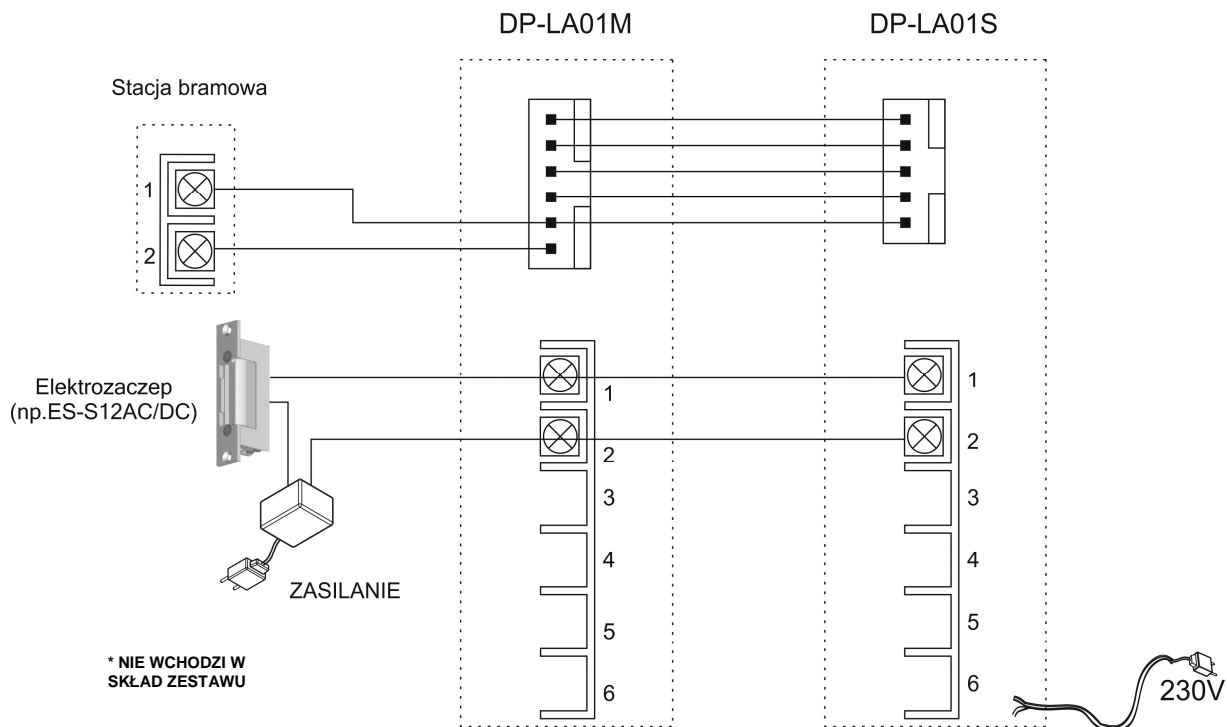 DP-LA01M
DP-LA01S
Stacja bramowa
1
2
Elektrozaczep
(np.ES-S12AC/DC)
ZASILANIE
* NIE WCHODZI W
SKŁAD ZESTAWU
1
2
3
4
5
6
1
2
3
4
5
6
230V